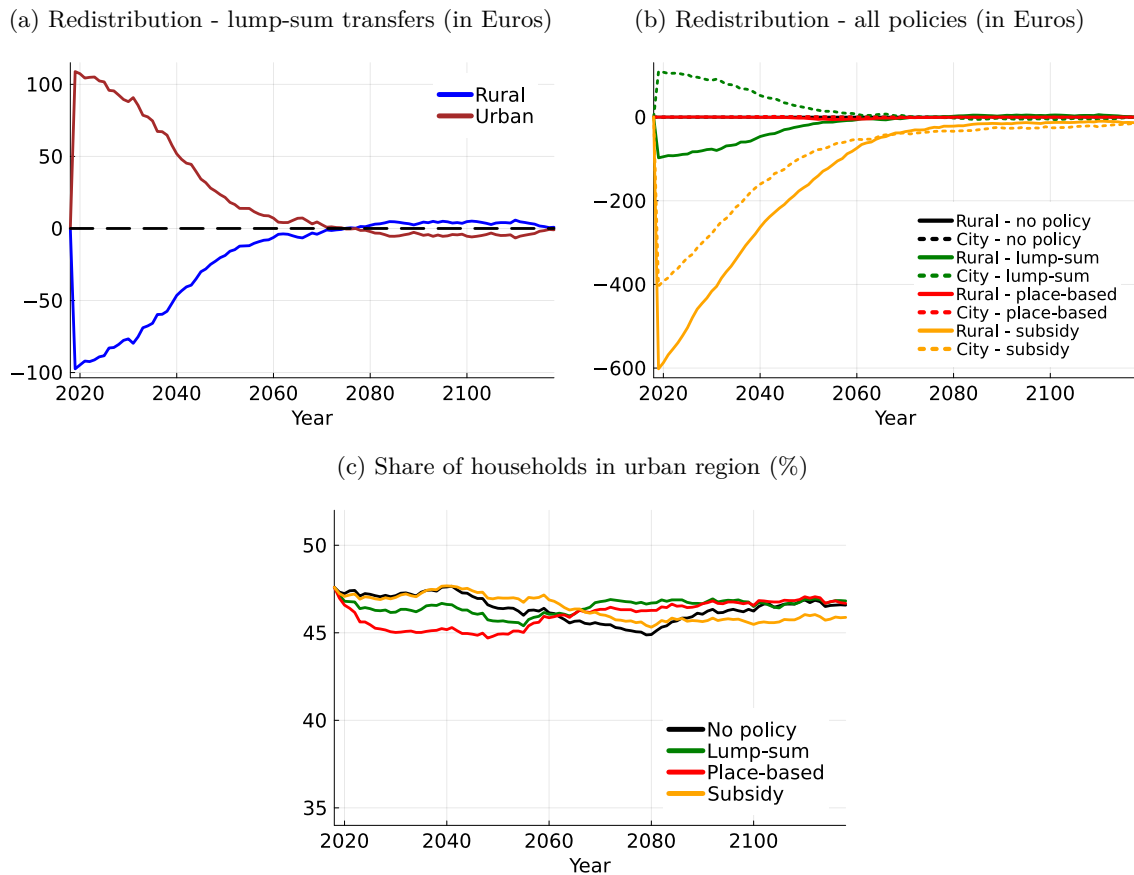 (a) Redistribution - lump-sum transfers (in Euros)
100
50
0
−50
−100
Rural
Urban
2020 2040 2060 2080 2100
Year
(b) Redistribution - all policies (in Euros)
0
−200
−400
−600
Rural - no policy
City - no policy
Rural - lump-sum
City - lump-sum
Rural - place-based
City - place-based
Rural - subsidy
City - subsidy
2020 2040 2060 2080 2100
Year
(c) Share of households in urban region (%)
50
45
40
35
No policy
Lump-sum
Place-based
Subsidy
2020 2040 2060 2080 2100
Year